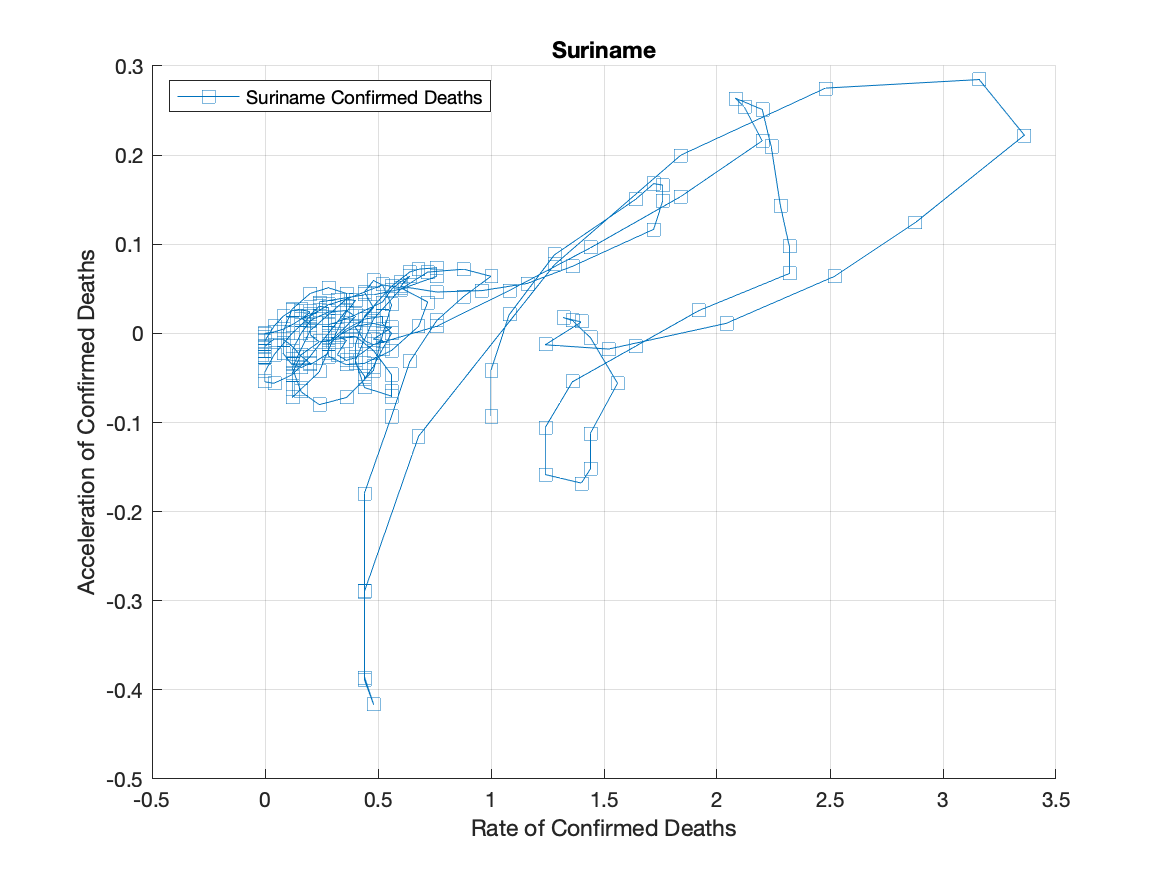 Suriname
Suriname Confirmed Deaths
Acceleration of Confirmed Deaths
0.3
0.2
0.1
0
-0.1
-0.2
-0.3
-0.4
-0.5
-0.5 0 0.5 1 1.5 2 2.5 3 3.5
Rate of Confirmed Deaths